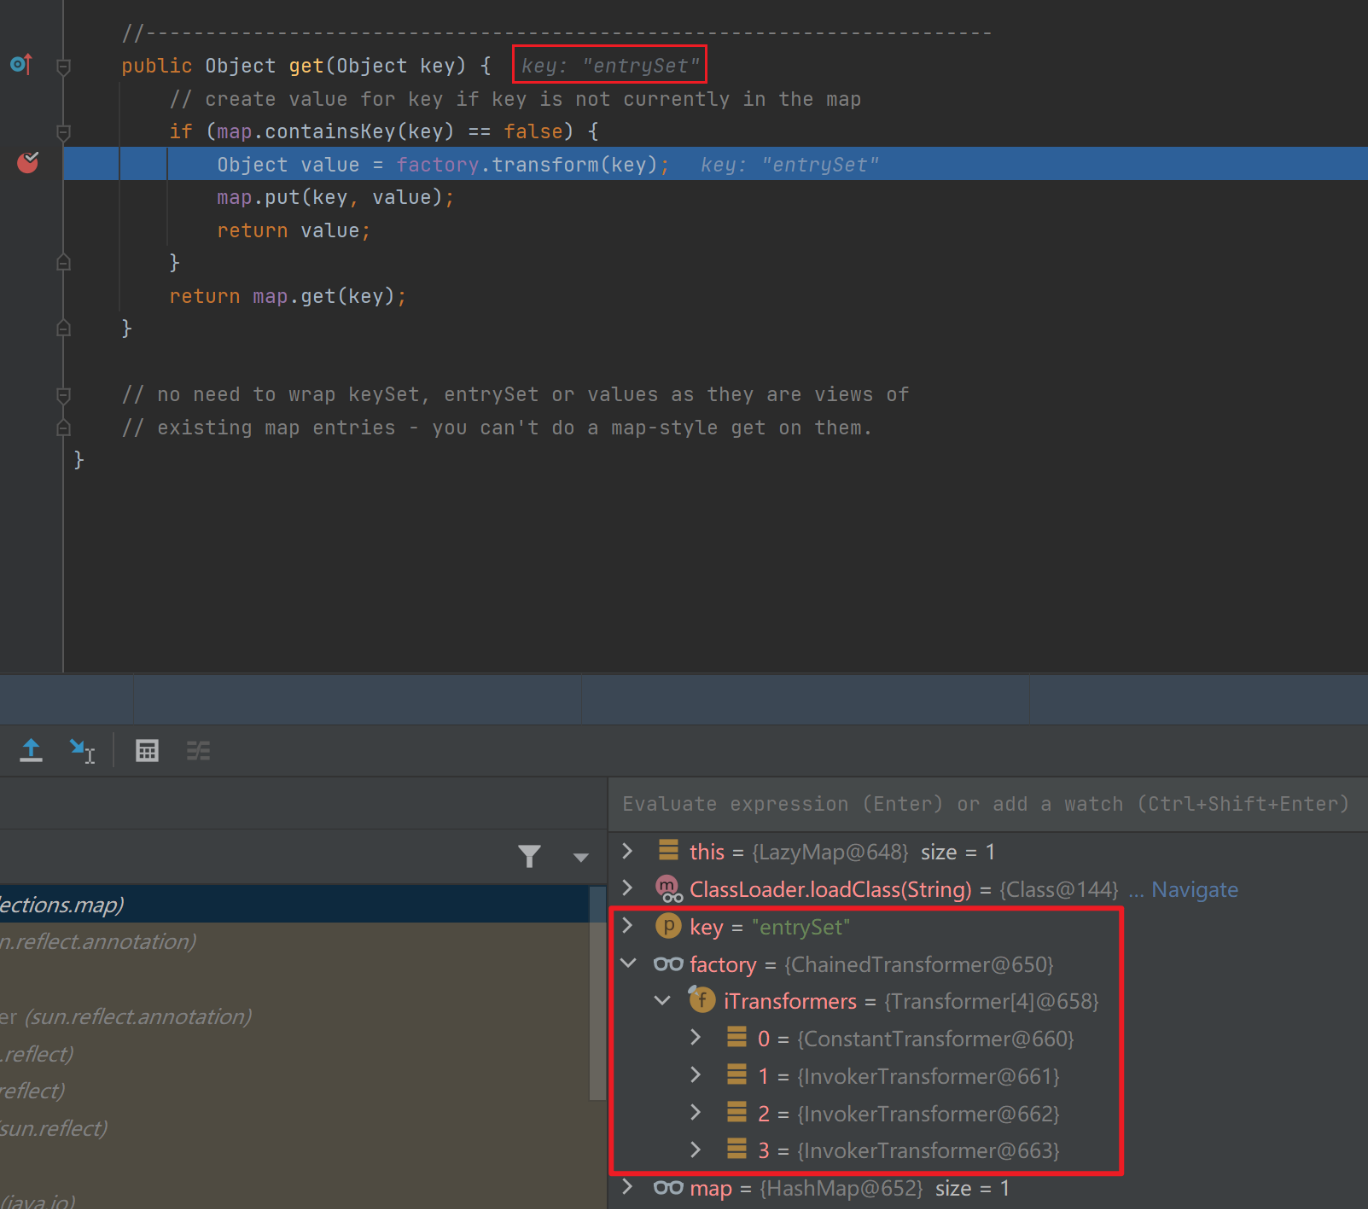 //-----------------------------------------------------------------------
public Object get(Object key) { key: "entrySet"
// create value for key if key is not currently in the map
if (map.containsKey(key) == false) {
Object value = factory.transform(key); key: "entrySet"
map.put(key, value);
return value;
}
return map.get(key);
}
// no need to wrap keySet, entrySet or values as they are views of
// existing map entries - you can't do a map-style get on them.
}
Evaluate expression (Enter) or add a watch (Ctrl+Shift+Enter)
this = {LazyMap@648} size = 1
ClassLoader.loadClass(String) = {Class@144} ... Navigate
lections.map)
key = "entrySet"
n.reflect.annotation)
factory = {ChainedTransformer@650}
iTransformers = {Transformer[4]@658}
er (sun.reflect.annotation)
0 = {ConstantTransformer@660}
.reflect)
1 = {InvokerTransformer@661}
reflect)
2 = {InvokerTransformer@662}
sun.reflect)
3 = {InvokerTransformer@663}
map = {HashMap@652} size = 1
(java.io)